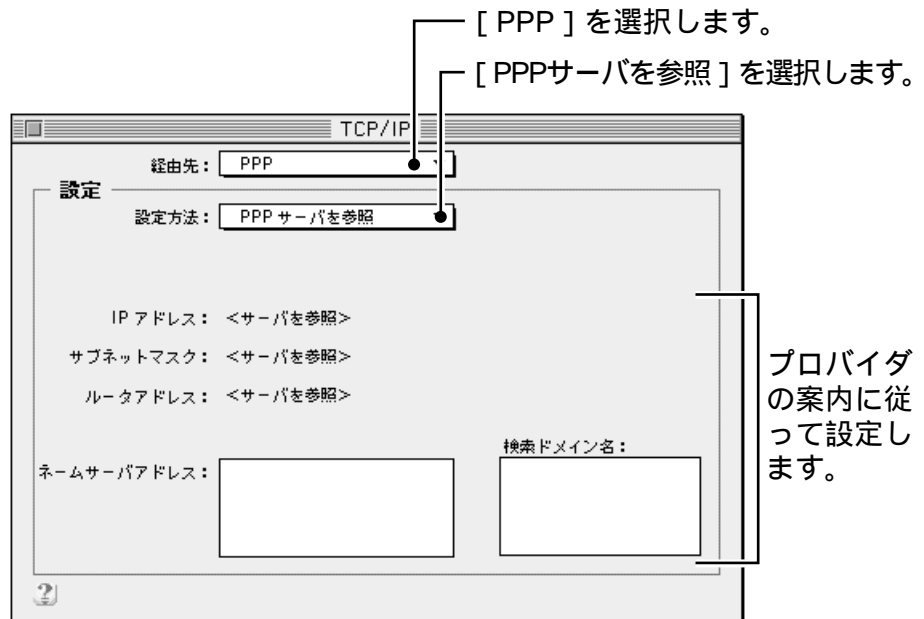 [ PPP ] を選択します。
[ PPPサーバを参照 ] を選択します。
TCP/IP
経由先： PPP
設定
設定方法： PPP サーバを参照
IP アドレス： <サーバを参照>
サブネットマスク： <サーバを参照>
ルータアドレス： <サーバを参照>
プロバイダ
の案内に従
って設定し
ます。
検索ドメイン名：
ネームサーバアドレス：